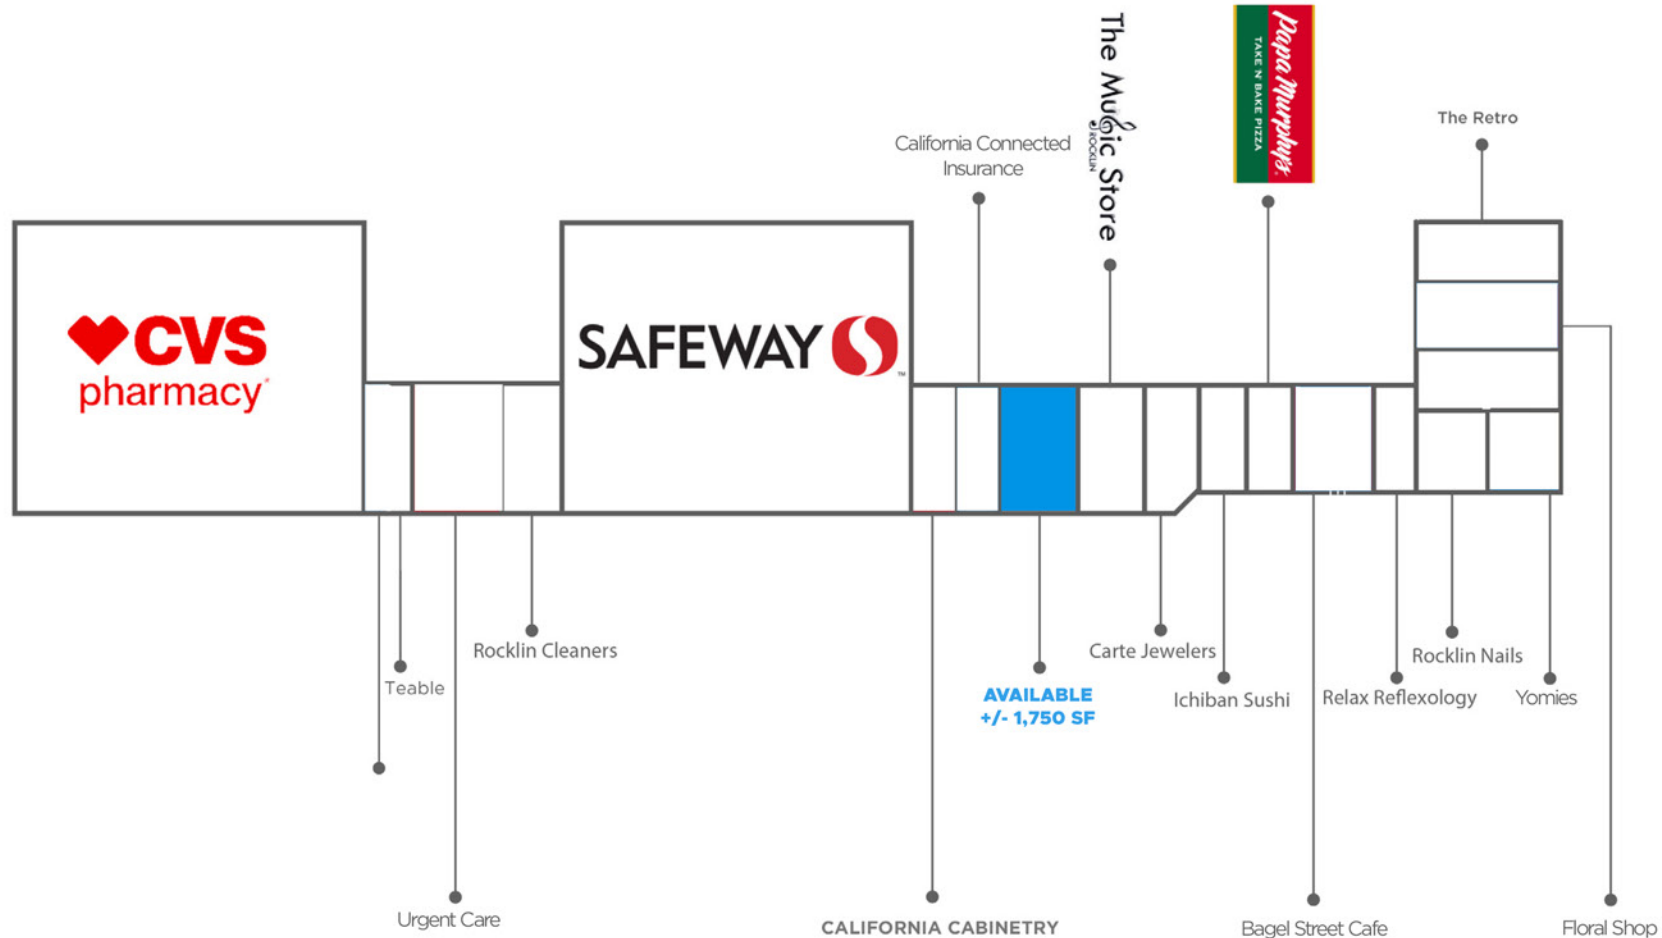 The Music Store
ROCKLIN
Papa Murphy's
TAKE N' BAKE PIZZA
The Retro
California Connected
Insurance
CVS
pharmacy
SAFEWAY
TM
Rocklin Cleaners
Teable
Carte Jewelers
Rocklin Nails
AVAILABLE
+/- 1,750 SF
Ichiban Sushi
Relax Reflexology
Yomies
Urgent Care
CALIFORNIA CABINETRY
Bagel Street Cafe
Floral Shop